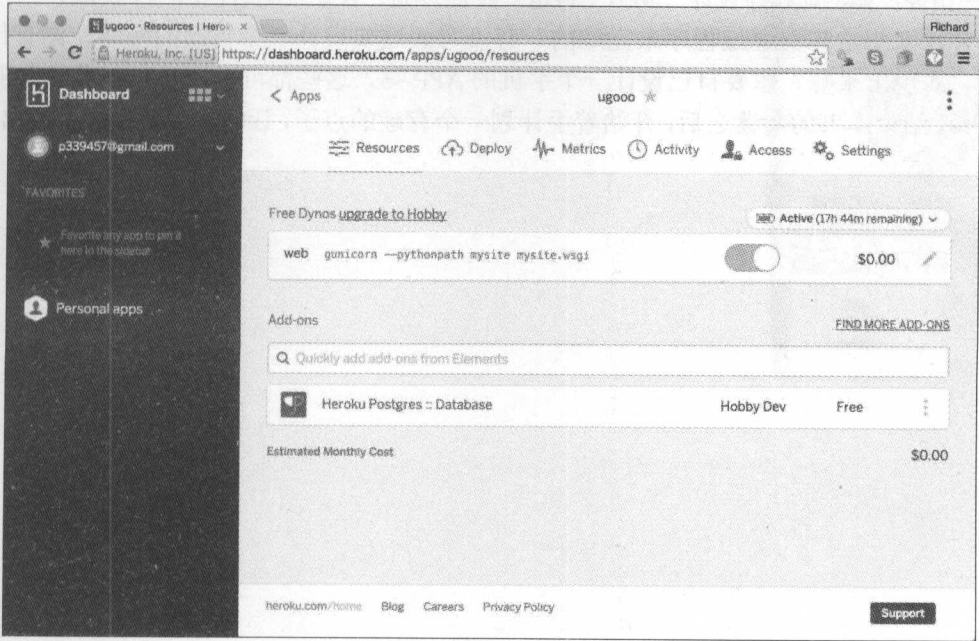 ugooo · Resources | Herok
Richard
Heroku, Inc. [US] https://dashboard.heroku.com/apps/ugooo/resources
Dashboard
Apps
ugooo
p339457@gmail.com
Resources
Deploy
Metrics
Activity
Access
Settings
FAVORITES
Favorite any app to pin it
here in the sidebar
Personal apps
Free Dynos upgrade to Hobby
Active (17h 44m remaining)
web gunicorn --pythonpath mysite mysite.wsgi
$0.00
Add-ons
FIND MORE ADD-ONS
Quickly add add-ons from Elements
Heroku Postgres :: Database
Hobby Dev
Free
Estimated Monthly Cost
$0.00
heroku.com/home
Blog
Careers
Privacy Policy
Support